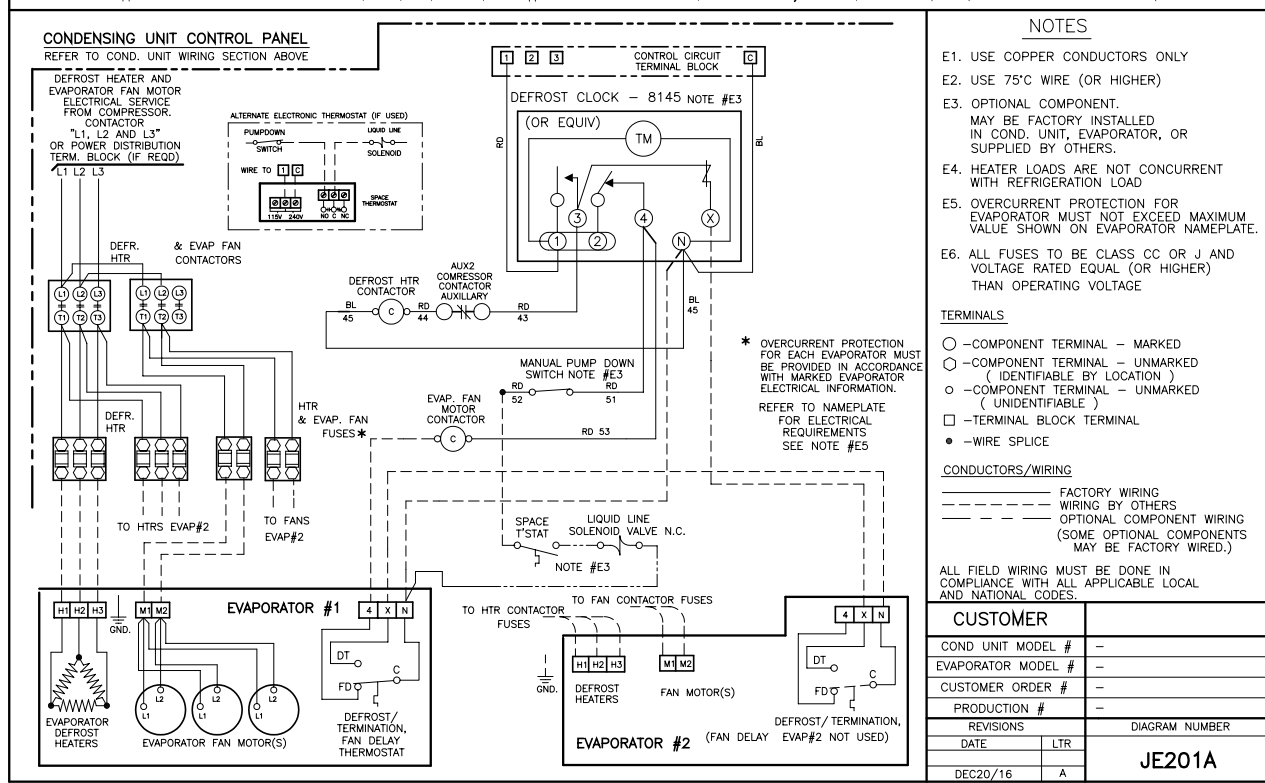 CONDENSING UNIT CONTROL PANEL
REFER TO COND. UNIT WIRING SECTION ABOVE
DEFROST HEATER AND
EVAPORATOR FAN MOTOR
ELECTRICAL SERVICE
FROM COMPRESSOR.
CONTACTOR
"L1, L2 AND L3"
OR POWER DISTRIBUTION
TERM. BLOCK (IF REQD)
L1 L2 L3
ALTERNATE ELECTRONIC THERMOSTAT (IF USED)
PUMPDOWN
SWITCH
LIQUID LINE
SOLENOID
WIRE TO 1 C
SPACE
THERMOSTAT
115V 240V
NO C NC
1 2 3
CONTROL CIRCUIT
TERMINAL BLOCK
C
DEFROST CLOCK – 8145 NOTE #E3
(OR EQUIV)
TM
RD
BL
3 4 X
1 2 N
DEFR.
HTR
& EVAP FAN
CONTACTORS
L1 L2 L3
T1 T2 T3
L1 L2 L3
T1 T2 T3
DEFROST HTR
CONTACTOR
AUX2
COMRESSOR
CONTACTOR
AUXILLARY
BL
45
C
RD
44
RD
43
BL
45
MANUAL PUMP DOWN
SWITCH NOTE #E3
RD
52
RD
51
EVAP. FAN
MOTOR
CONTACTOR
C
RD 53
* OVERCURRENT PROTECTION
FOR EACH EVAPORATOR MUST
BE PROVIDED IN ACCORDANCE
WITH MARKED EVAPORATOR
ELECTRICAL INFORMATION.
REFER TO NAMEPLATE
FOR ELECTRICAL
REQUIREMENTS
SEE NOTE #E5
DEFR.
HTR
HTR
& EVAP. FAN
FUSES*
TO HTRS EVAP#2
TO FANS
EVAP#2
SPACE
T'STAT
LIQUID LINE
SOLENOID VALVE N.C.
NOTE #E3
H1 H2 H3
GND.
M1 M2
EVAPORATOR #1
4 X N
DT
C
FD
L2
L1
L2
L1
L2
L1
EVAPORATOR
DEFROST
HEATERS
EVAPORATOR FAN MOTOR(S)
DEFROST/
TERMINATION,
FAN DELAY
THERMOSTAT
TO HTR CONTACTOR
FUSES
TO FAN CONTACTOR FUSES
H1 H2 H3
M1 M2
GND.
DEFROST
HEATERS
FAN MOTOR(S)
4 X N
DT
C
FD
DEFROST/ TERMINATION,
EVAPORATOR #2 (FAN DELAY EVAP#2 NOT USED)
NOTES
E1. USE COPPER CONDUCTORS ONLY
E2. USE 75°C WIRE (OR HIGHER)
E3. OPTIONAL COMPONENT.
MAY BE FACTORY INSTALLED
IN COND. UNIT, EVAPORATOR, OR
SUPPLIED BY OTHERS.
E4. HEATER LOADS ARE NOT CONCURRENT
WITH REFRIGERATION LOAD
E5. OVERCURRENT PROTECTION FOR
EVAPORATOR MUST NOT EXCEED MAXIMUM
VALUE SHOWN ON EVAPORATOR NAMEPLATE.
E6. ALL FUSES TO BE CLASS CC OR J AND
VOLTAGE RATED EQUAL (OR HIGHER)
THAN OPERATING VOLTAGE
TERMINALS
–COMPONENT TERMINAL – MARKED
–COMPONENT TERMINAL – UNMARKED
( IDENTIFIABLE BY LOCATION )
–COMPONENT TERMINAL – UNMARKED
( UNIDENTIFIABLE )
–TERMINAL BLOCK TERMINAL
–WIRE SPLICE
CONDUCTORS/WIRING
FACTORY WIRING
WIRING BY OTHERS
OPTIONAL COMPONENT WIRING
(SOME OPTIONAL COMPONENTS
MAY BE FACTORY WIRED.)
ALL FIELD WIRING MUST BE DONE IN
COMPLIANCE WITH ALL APPLICABLE LOCAL
AND NATIONAL CODES.
CUSTOMER
COND UNIT MODEL # –
EVAPORATOR MODEL # –
CUSTOMER ORDER # –
PRODUCTION # –
REVISIONS
DIAGRAM NUMBER
DATE LTR
JE201A
DEC20/16 A